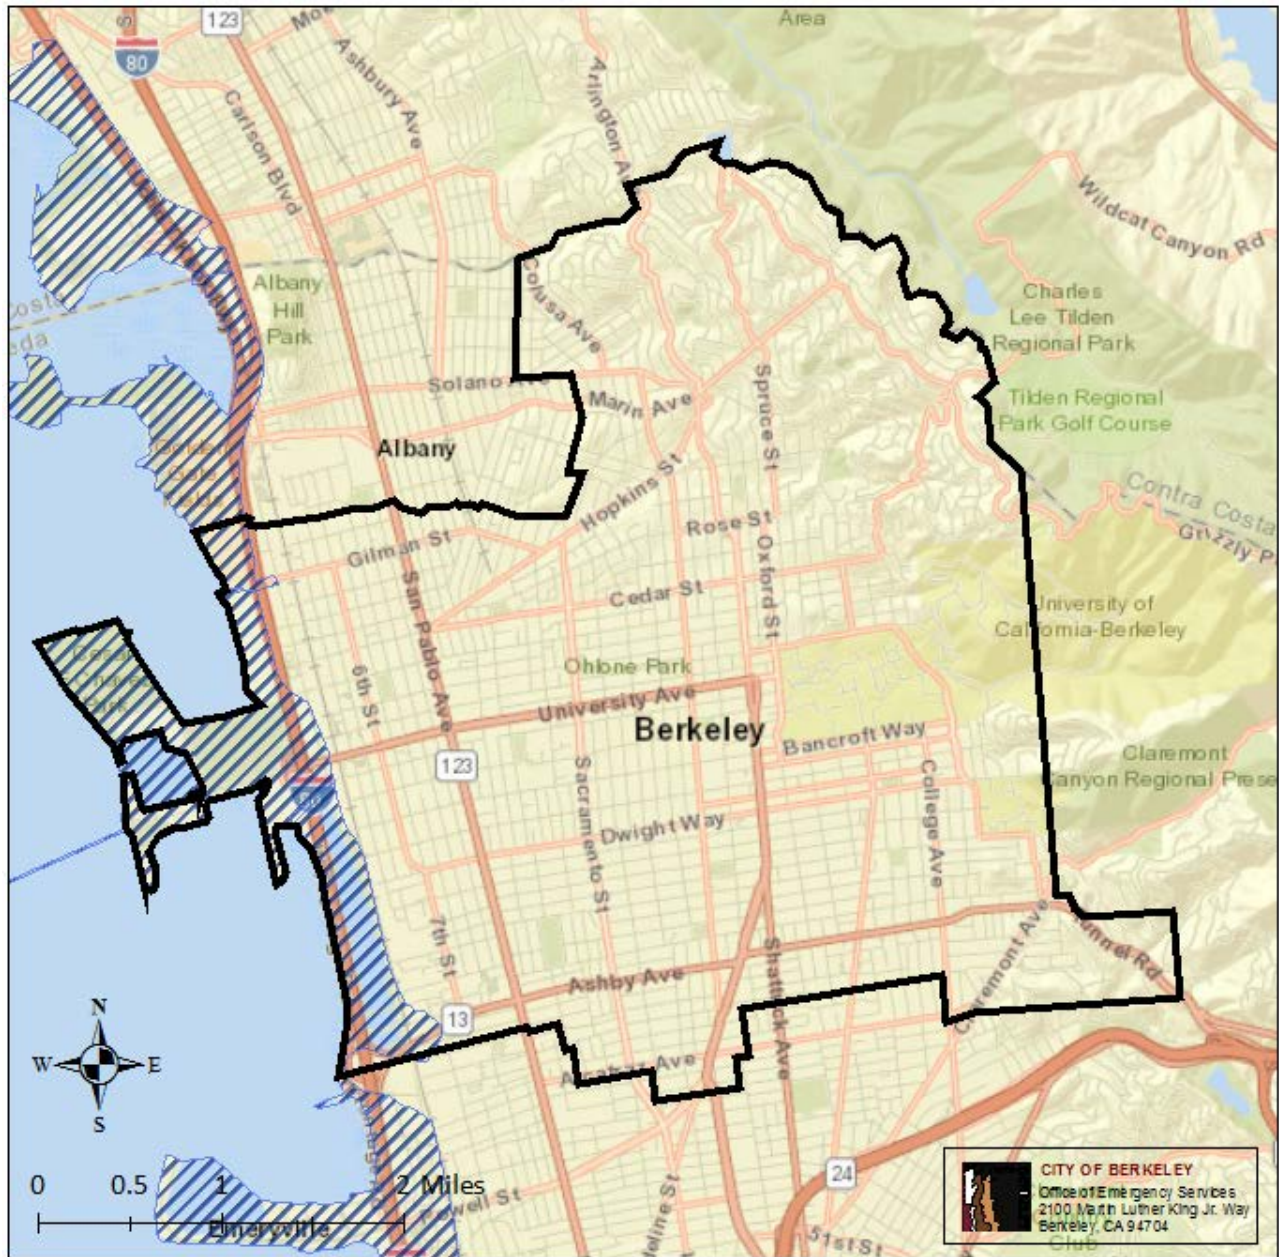 Area
123
80
Ashbury Ave
Arlington A
Carlson Blvd
Wildcat Canyon Rd
Albany
Hill
Park
Colusa Ave
Charles
Lee Tilden
Regional Park
Costa
eda
Solano Ave
Marin Ave
Spruce St
Tilden Regional
Park Golf Course
Albany
Hopkins St
Contra Costa
Rose St
Oxford St
Gilman St
San Pablo Ave
Cedar St
Grizzly P
University of
California-Berkeley
Ohlone Park
6th St
University Ave
Berkeley
Bancroft Way
123
Claremont
Canyon Regional Prese
Sacramento St
College Ave
Dwight Way
7th St
Shattuck Ave
Claremont Ave
Tunnel Rd
Ashby Ave
13
N
W
E
S
24
0 0.5 1 2 Miles
Powell St
Emeryville
51st St
Club
CITY OF BERKELEY
Office of Emergency Services
2100 Martin Luther King Jr. Way
Berkeley, CA 94704